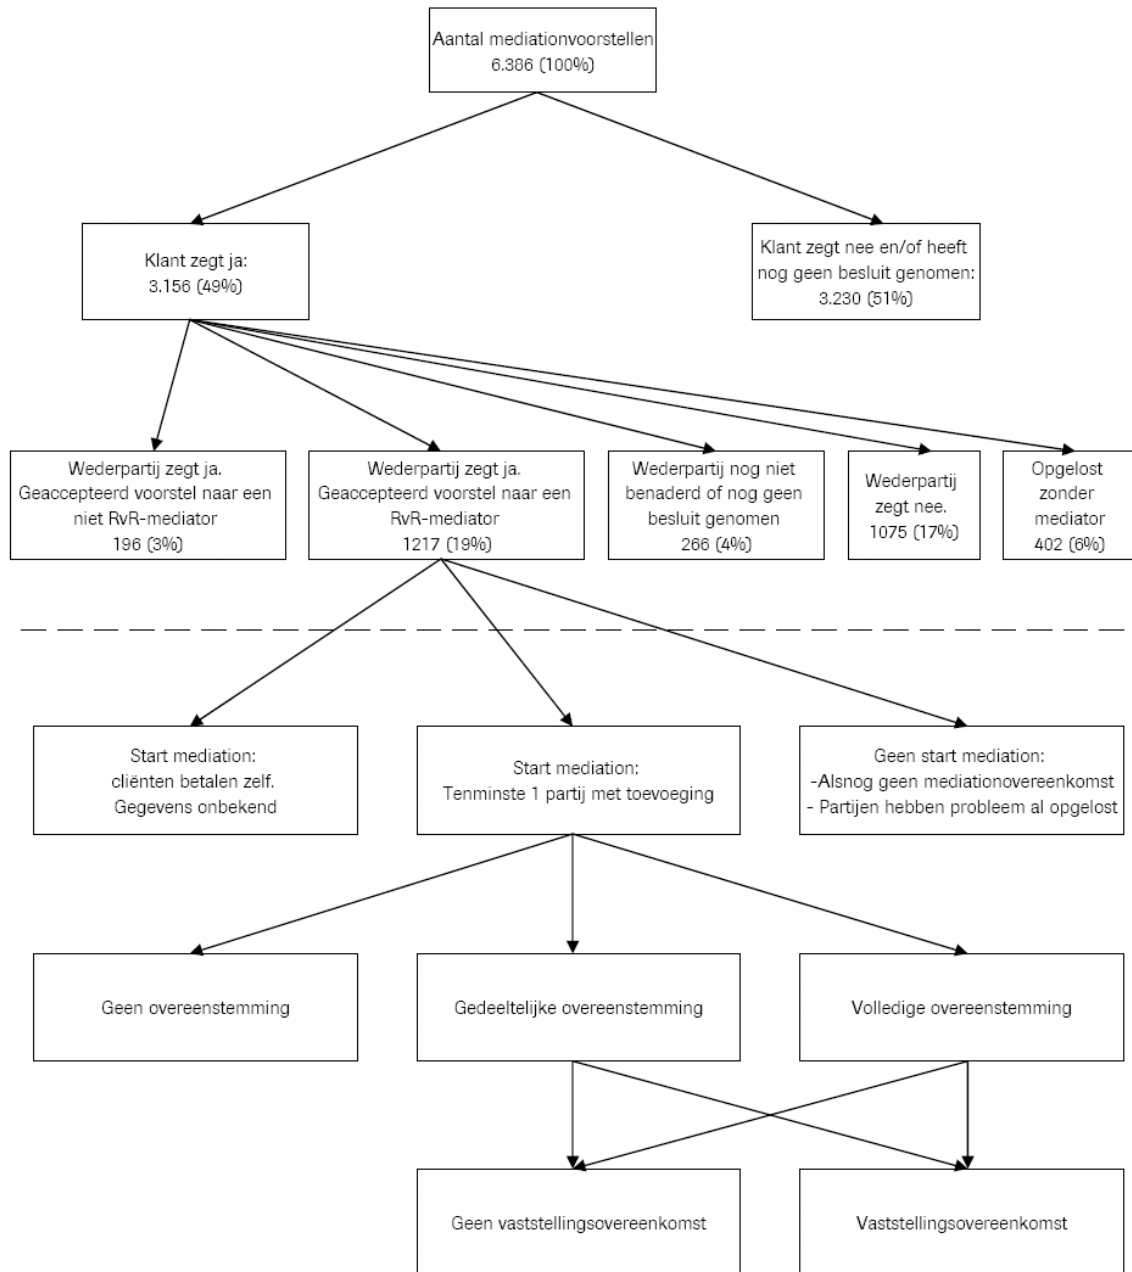 Aantal mediationvoorstellen
6.386 (100%)
Klant zegt ja:
3.156 (49%)
Klant zegt nee en/of heeft
nog geen besluit genomen:
3.230 (51%)
Wederpartij zegt ja.
Geaccepteerd voorstel naar een
niet RvR-mediator
196 (3%)
Wederpartij zegt ja.
Geaccepteerd voorstel naar een
RvR-mediator
1217 (19%)
Wederpartij nog niet
benaderd of nog geen
besluit genomen
266 (4%)
Wederpartij
zegt nee.
1075 (17%)
Opgelost
zonder
mediator
402 (6%)
Start mediation:
cliënten betalen zelf.
Gegevens onbekend
Start mediation:
Tenminste 1 partij met toevoeging
Geen start mediation:
-Alsnog geen mediationovereenkomst
- Partijen hebben probleem al opgelost
Geen overeenstemming
Gedeeltelijke overeenstemming
Volledige overeenstemming
Geen vaststellingsovereenkomst
Vaststellingsovereenkomst